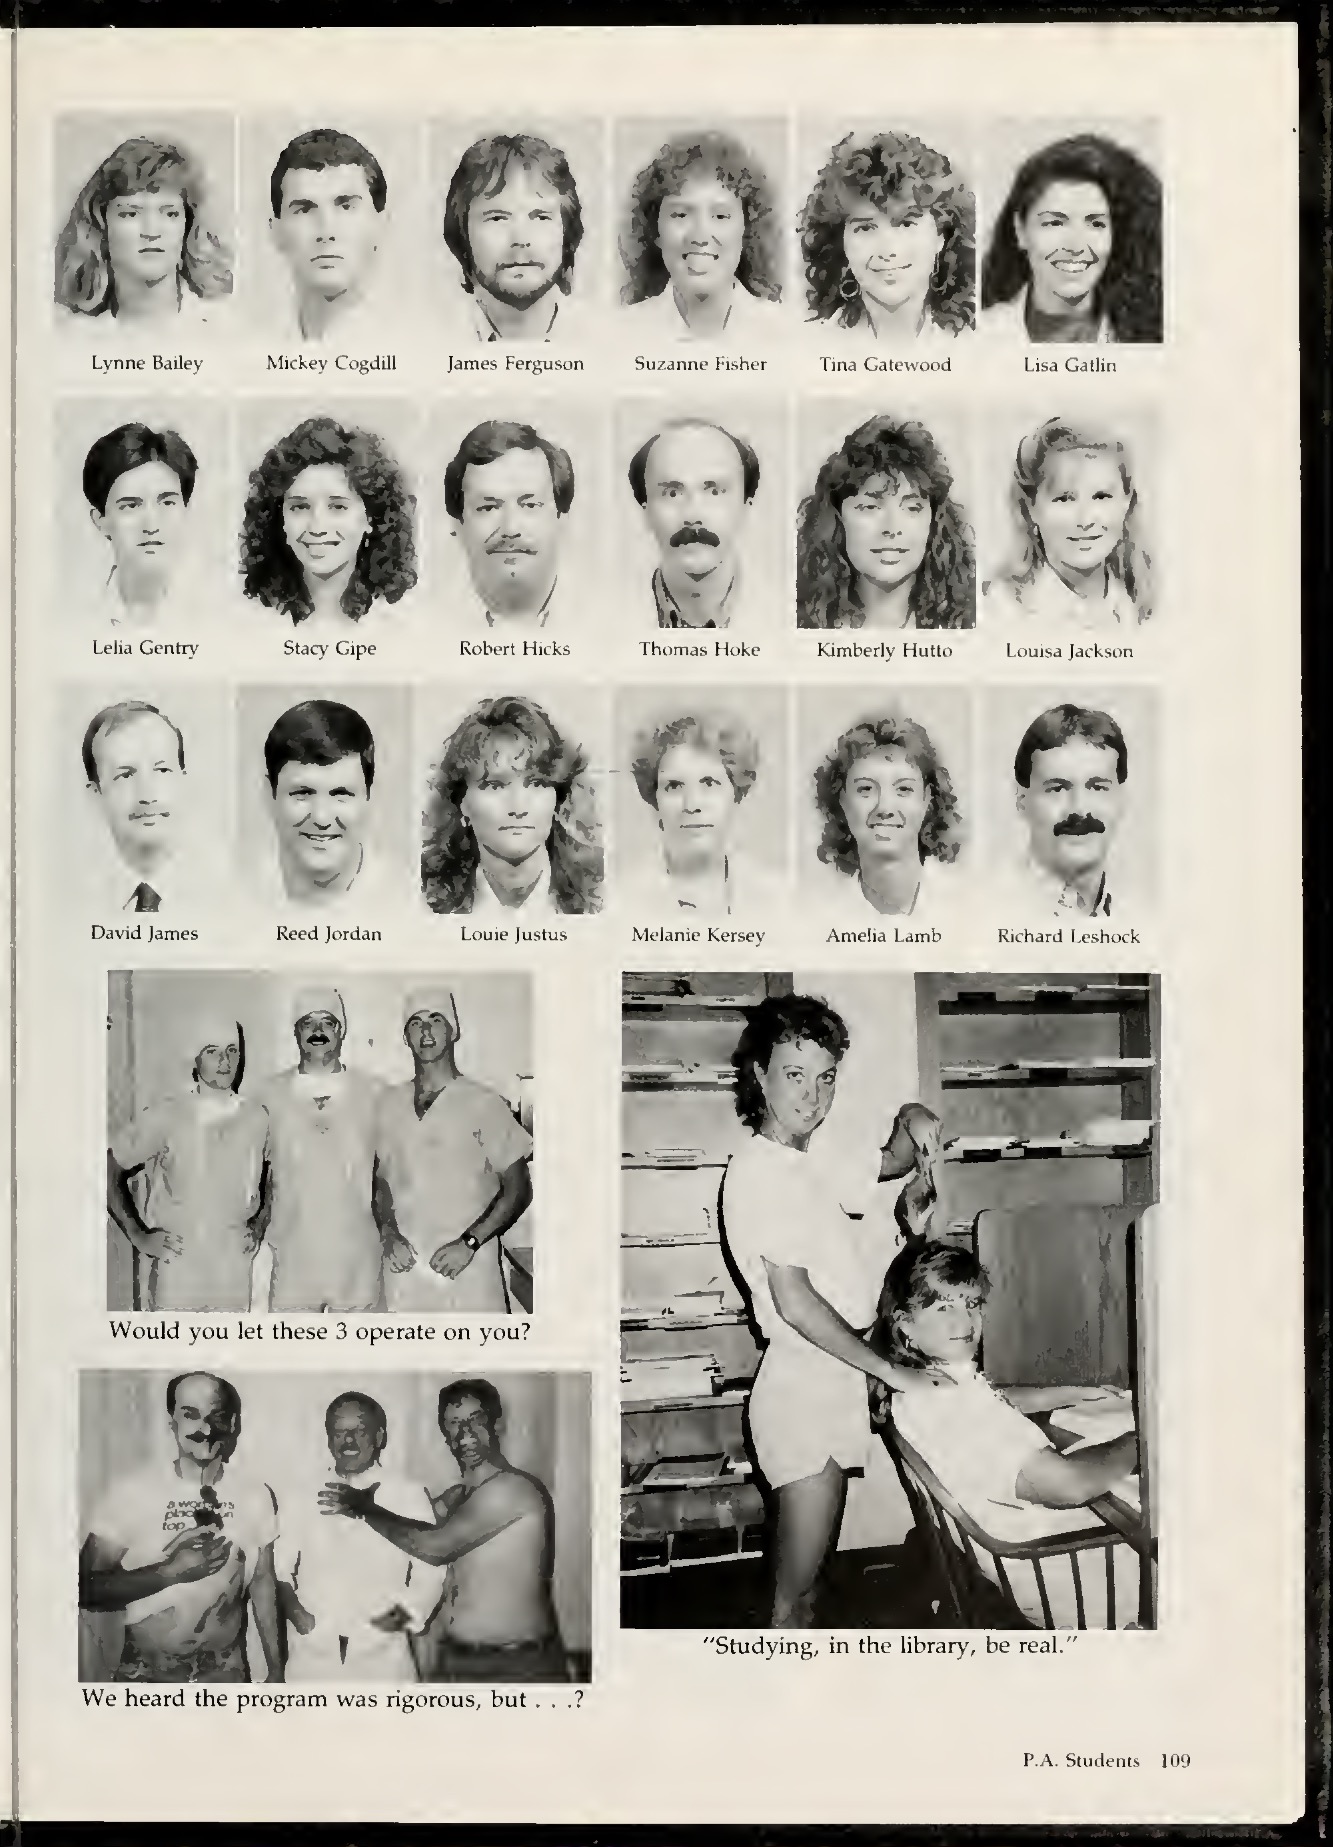 Lynne Bailey
Mickey Cogdill
James Ferguson
Suzanne Fisher
Tina Gatewood
Lisa Gatlin
Lelia Gentry
Stacy Gipe
Robert Hicks
Thomas Hoke
Kimberly Hutto
Louisa Jackson
David James
Reed Jordan
Louie Justus
Melanie Kersey
Amelia Lamb
Richard Leshock
Would you let these 3 operate on you?
a
top
"Studying, in the library, be real."
We heard the program was rigorous, but . . .?
P.A. Students 109